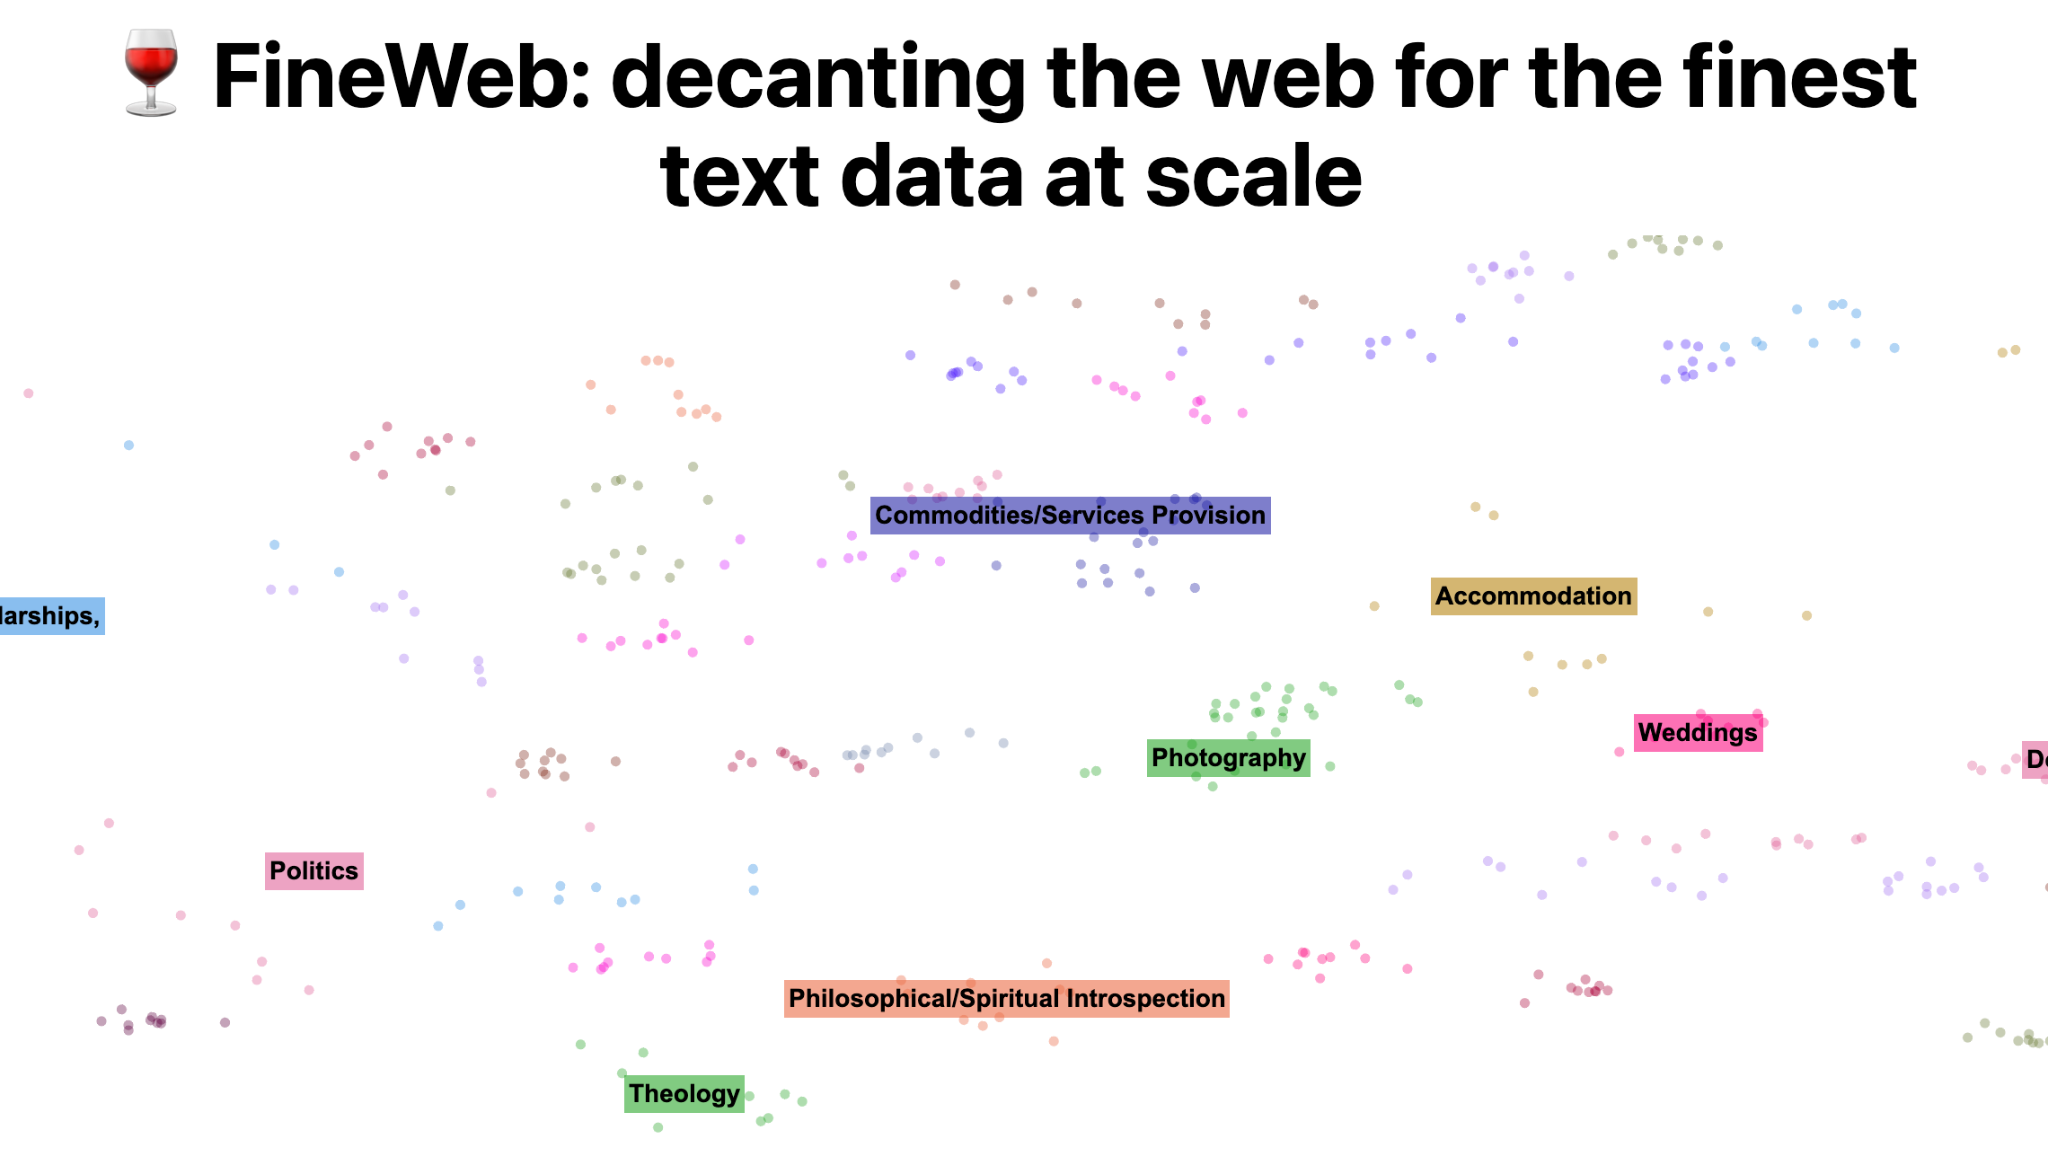 FineWeb: decanting the web for the finest
text data at scale
Commodities/Services Provision
Accommodation
larships,
Weddings
Photography
Politics
Philosophical/Spiritual Introspection
Theology